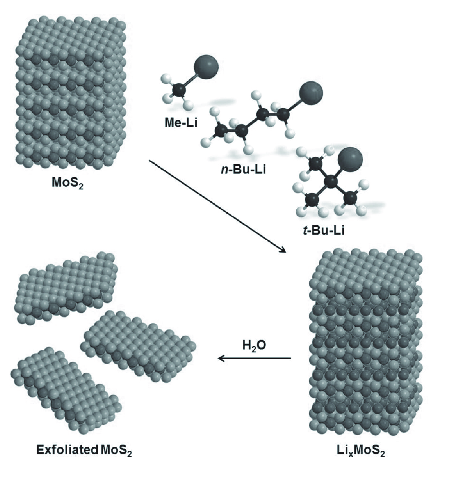 Me-Li
MoS₂
n-Bu-Li
t-Bu-Li
H₂O
Exfoliated MoS₂
LiₓMoS₂